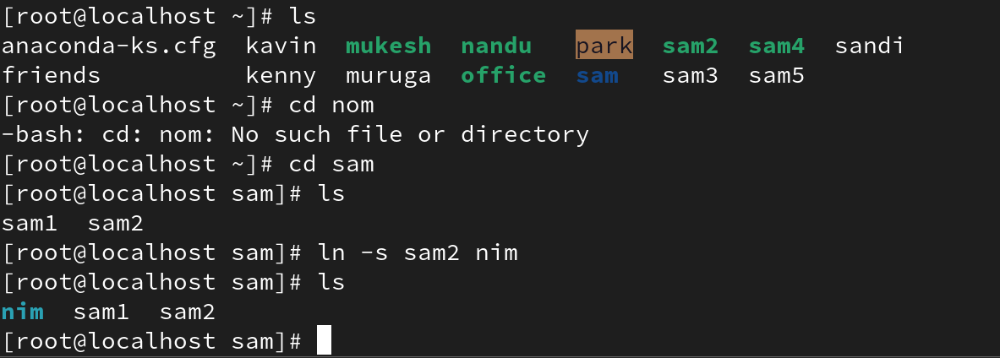 [root@localhost ~]# ls
anaconda-ks.cfg  kavin  mukesh  nandu   park  sam2  sam4  sandi
friends          kenny  muruga  office  sam   sam3  sam5
[root@localhost ~]# cd nom
-bash: cd: nom: No such file or directory
[root@localhost ~]# cd sam
[root@localhost sam]# ls
sam1  sam2
[root@localhost sam]# ln -s sam2 nim
[root@localhost sam]# ls
nim  sam1  sam2
[root@localhost sam]#